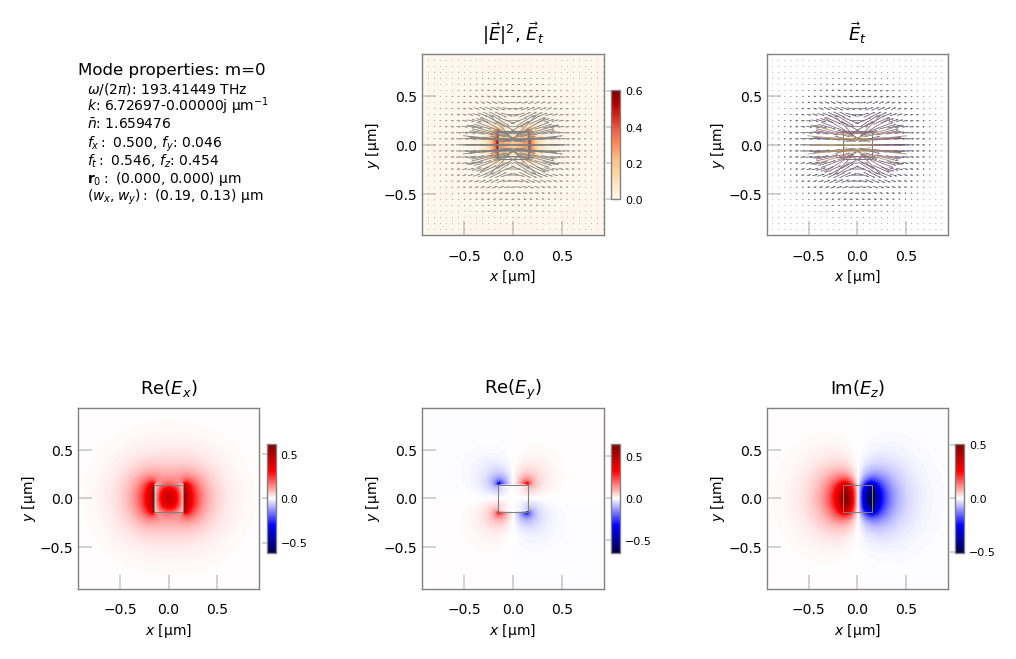 Mode properties: m=0
ω/(2π): 193.41449 THz
k: 6.72697-0.00000j μm⁻¹
n̄: 1.659476
fₓ: 0.500, f_y: 0.046
fₜ: 0.546, f_z: 0.454
r₀: (0.000, 0.000) μm
(wₓ, w_y): (0.19, 0.13) μm
|E⃗|², E⃗ₜ
0.5
0.0
−0.5
y [μm]
−0.5 0.0 0.5
x [μm]
0.6
0.4
0.2
0.0
E⃗ₜ
0.5
0.0
−0.5
y [μm]
−0.5 0.0 0.5
x [μm]
Re(Eₓ)
0.5
0.0
−0.5
y [μm]
−0.5 0.0 0.5
x [μm]
0.5
0.0
−0.5
Re(E_y)
0.5
0.0
−0.5
y [μm]
−0.5 0.0 0.5
x [μm]
0.5
0.0
−0.5
Im(E_z)
0.5
0.0
−0.5
y [μm]
−0.5 0.0 0.5
x [μm]
0.5
0.0
−0.5